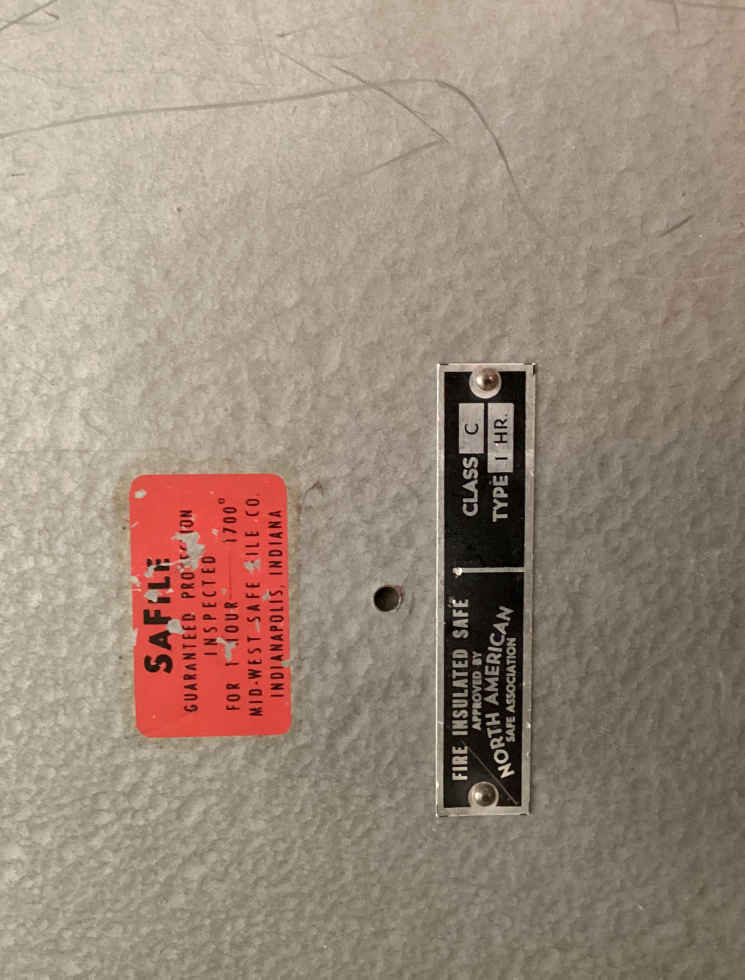 SAFILE
GUARANTEED PROTECTION
INSPECTED
FOR 1 HOUR 1700°
MID-WEST SAFE FILE CO.
INDIANAPOLIS, INDIANA
FIRE INSULATED SAFE
APPROVED BY
NORTH AMERICAN
SAFE ASSOCIATION
CLASS C
TYPE 1 HR.